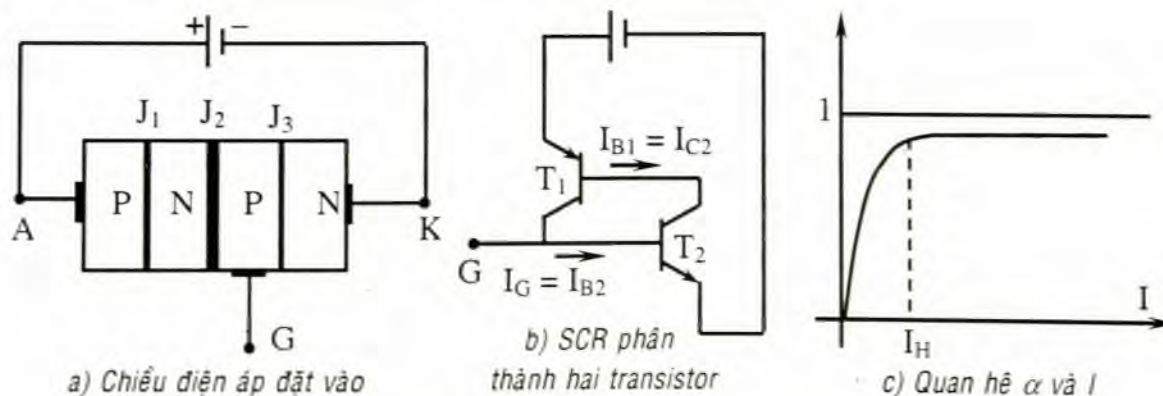 + −
J1 J2 J3
P N P N
A K
G
a) Chiều điện áp đặt vào
IB1 = IC2
T1
G T2
IG = IB2
b) SCR phân
thành hai transistor
1
I
IH
c) Quan hê α và I